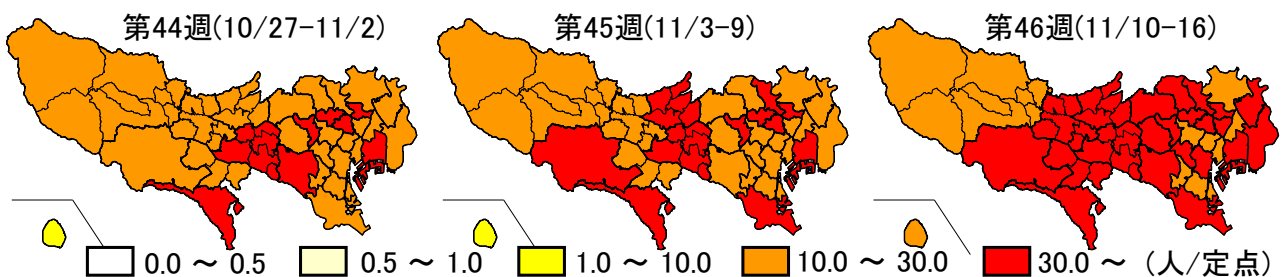 第44週(10/27-11/2)
第45週(11/3-9)
第46週(11/10-16)
0.0 ～ 0.5
0.5 ～ 1.0
1.0 ～ 10.0
10.0 ～ 30.0
30.0 ～ (人/定点)